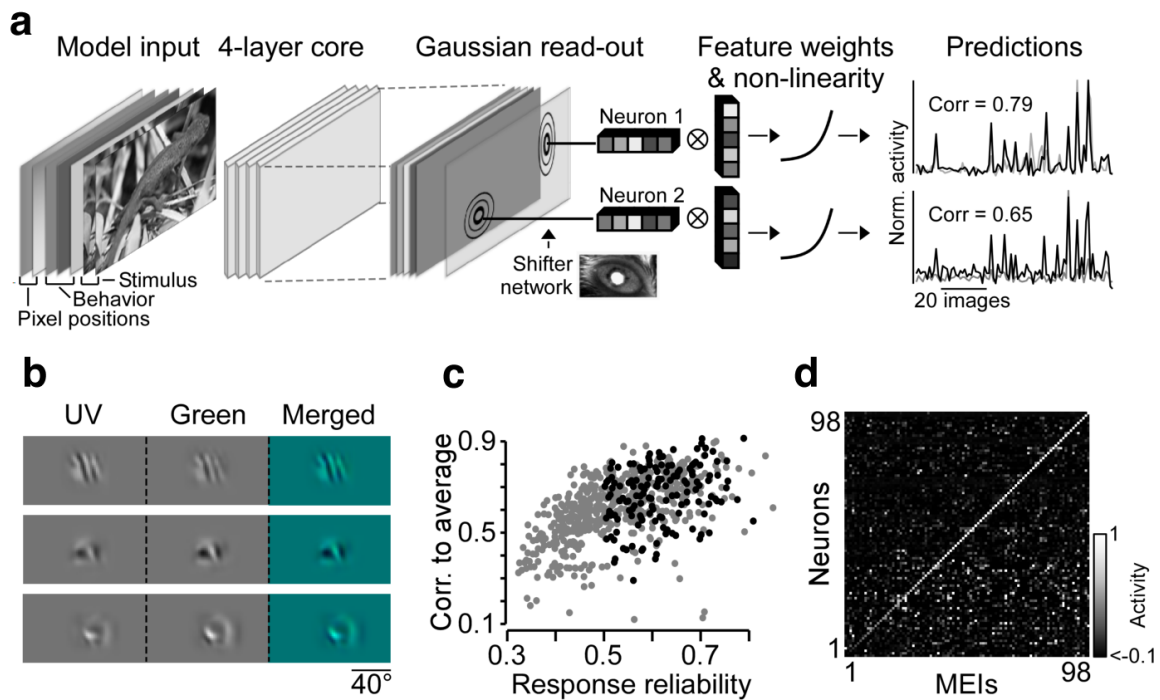 a
Model input
4-layer core
Gaussian read-out
Feature weights
& non-linearity
Predictions
Neuron 1
Neuron 2
Shifter
network
Stimulus
Behavior
Pixel positions
Corr = 0.79
Corr = 0.65
Norm. activity
20 images
b
UV
Green
Merged
40°
c
Corr. to average
0.9
0.5
0.1
0.3
0.5
0.7
Response reliability
d
98
Neurons
1
1
98
MEIs
1
Activity
<-0.1